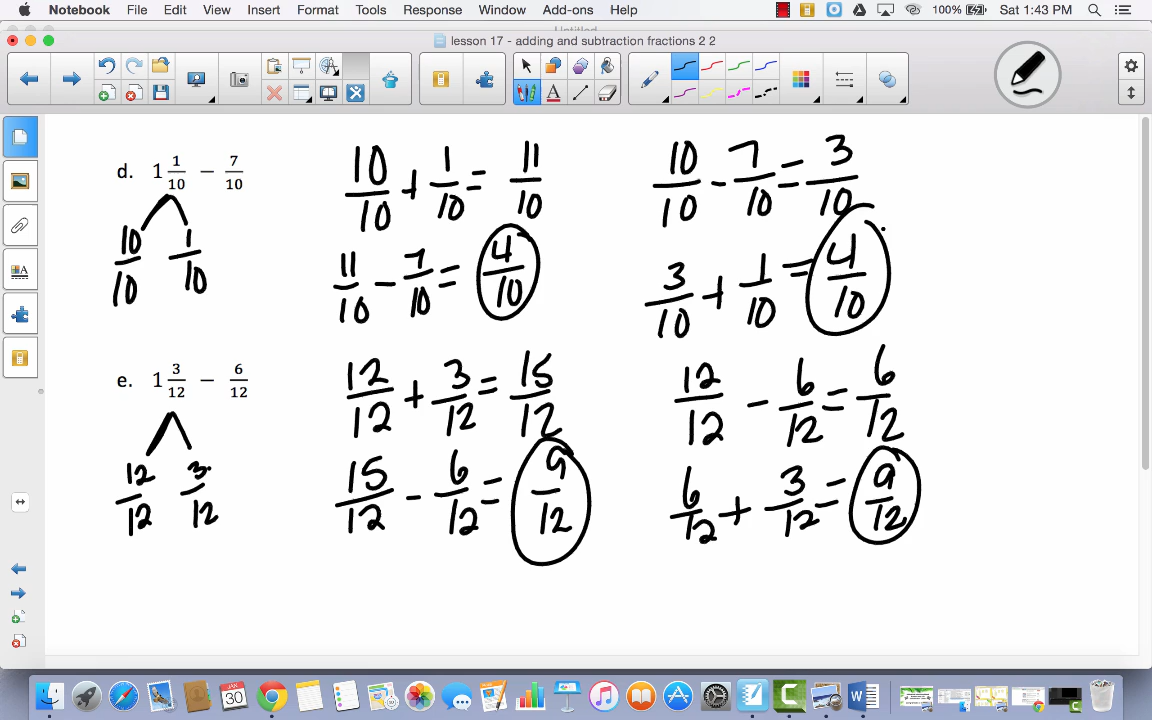 Notebook File Edit View Insert Format Tools Response Window Add-ons Help 100% Sat 1:43 PM
lesson 17 - adding and subtraction fractions 2 2
d. 1 1/10 − 7/10
10/10 1/10
10/10 + 1/10 = 11/10
11/10 − 7/10 = 4/10
10/10 - 7/10 = 3/10
3/10 + 1/10 = 4/10
e. 1 3/12 − 6/12
12/12 3/12
12/12 + 3/12 = 15/12
15/12 - 6/12 = 9/12
12/12 - 6/12 = 6/12
6/12 + 3/12 = 9/12
JAN
30